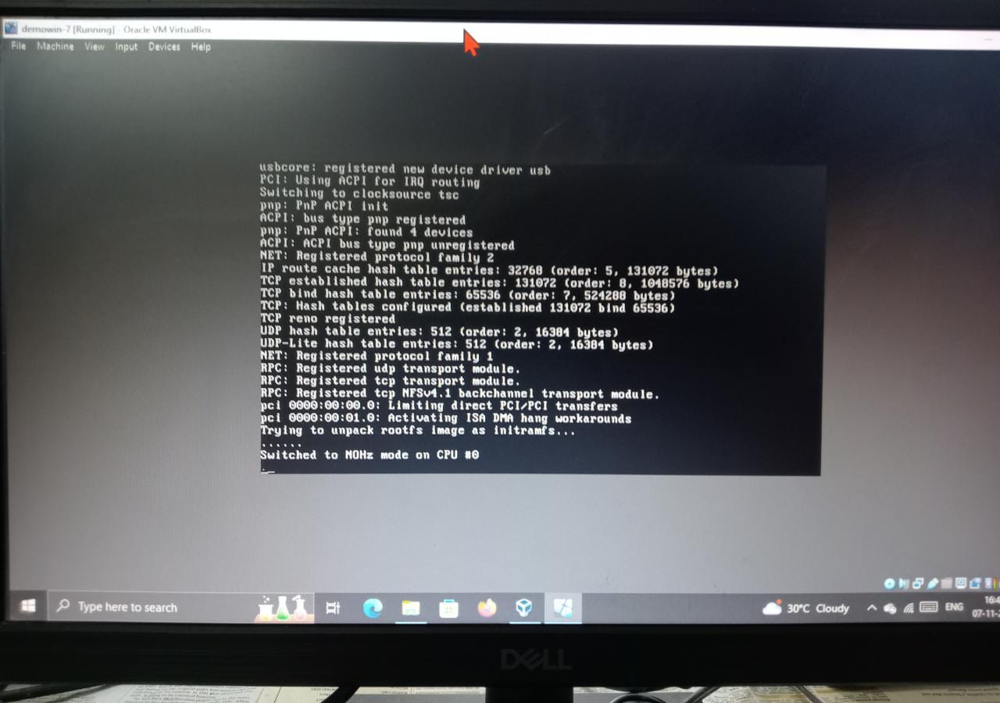 demowin-7 [Running] - Oracle VM VirtualBox
File Machine View Input Devices Help
usbcore: registered new device driver usb
PCI: Using ACPI for IRQ routing
Switching to clocksource tsc
pnp: PnP ACPI init
ACPI: bus type pnp registered
pnp: PnP ACPI: found 4 devices
ACPI: ACPI bus type pnp unregistered
NET: Registered protocol family 2
IP route cache hash table entries: 32768 (order: 5, 131072 bytes)
TCP established hash table entries: 131072 (order: 8, 1048576 bytes)
TCP bind hash table entries: 65536 (order: 7, 524288 bytes)
TCP: Hash tables configured (established 131072 bind 65536)
TCP reno registered
UDP hash table entries: 512 (order: 2, 16384 bytes)
UDP-Lite hash table entries: 512 (order: 2, 16384 bytes)
NET: Registered protocol family 1
RPC: Registered udp transport module.
RPC: Registered tcp transport module.
RPC: Registered tcp NFSv4.1 backchannel transport module.
pci 0000:00:00.0: Limiting direct PCI/PCI transfers
pci 0000:00:01.0: Activating ISA DMA hang workarounds
Trying to unpack rootfs image as initramfs...
......
Switched to NOHz mode on CPU #0
._
Type here to search
30°C Cloudy
ENG
16:4
07-11-2
DELL